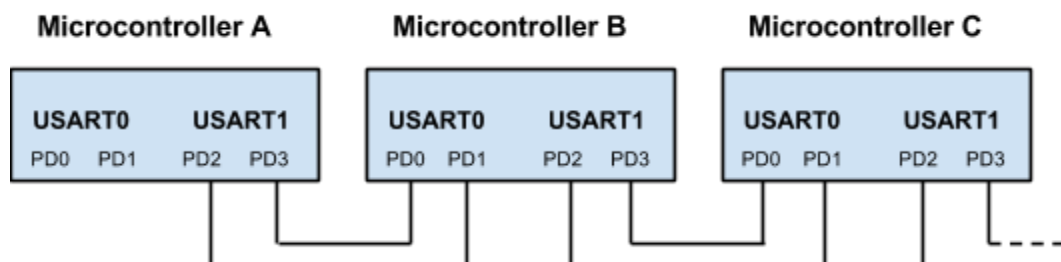 Microcontroller A Microcontroller B Microcontroller C
USART0 USART1 USART0 USART1 USART0 USART1
PD0 PD1 PD2 PD3 PD0 PD1 PD2 PD3 PD0 PD1 PD2 PD3